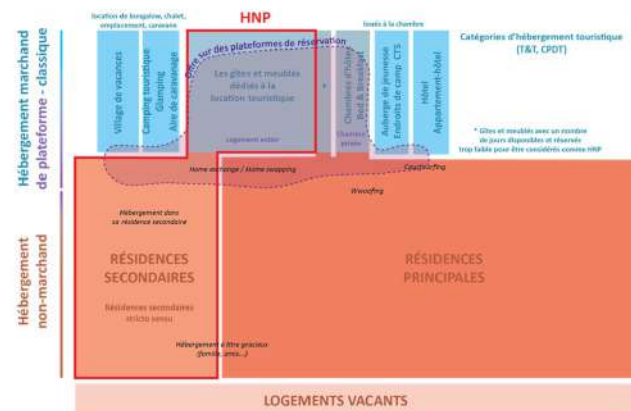 HNP
location de bungalow, chalet,
emplacement, caravane
loués à la chambre
Hébergement marchand
de plateforme - classique
Village de vacances
Camping touristique
Glamping
Aire de caravanage
Offre sur des plateformes de réservation
Les gîtes et meublés
dédiés à la
location touristique
Logement entier
*
Chambres d'hôte
Bed & Breakfast
Chambre
privée
Auberge de jeunesse
Endroits de camp CTS
Hôtel
Appartement-hôtel
Catégories d'hébergement touristique
(T&T, CPDT)
* Gîtes et meublés avec un nombre
de jours disponibles et réservés
trop faible pour être considérés comme HNP
Home exchange / Home swapping
Couchsurfing
Wwoofing
Hébergement
non-marchand
Hébergement dans
sa résidence secondaire
RÉSIDENCES
SECONDAIRES
Résidences secondaires
stricto sensu
RÉSIDENCES
PRINCIPALES
Hébergement à titre gracieux
(famille, amis...)
LOGEMENTS VACANTS